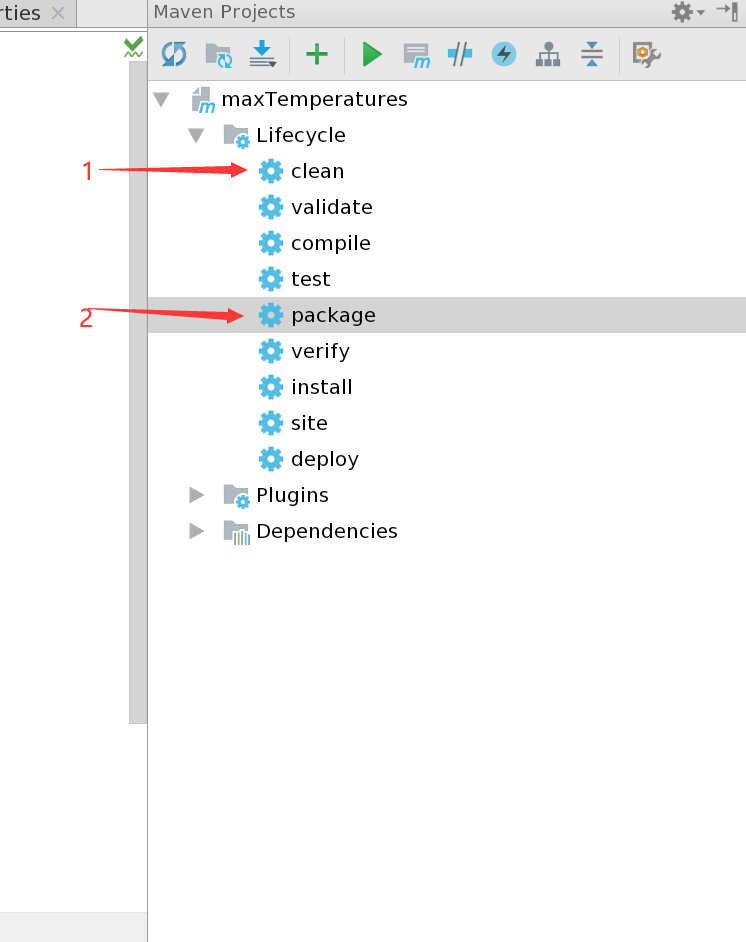 rties
Maven Projects
maxTemperatures
Lifecycle
1
clean
validate
compile
test
2
package
verify
install
site
deploy
Plugins
Dependencies